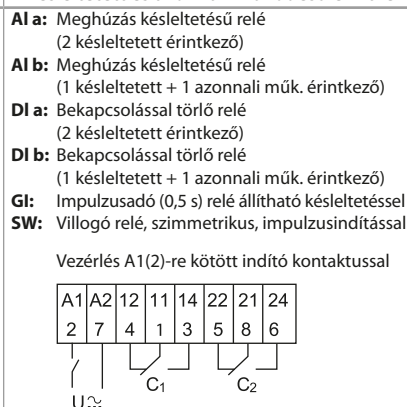 AI a: Meghúzás késleltetésű relé
(2 késleltetett érintkező)
AI b: Meghúzás késleltetésű relé
(1 késleltetett + 1 azonnali műk. érintkező)
DI a: Bekapcsolással törlő relé
(2 késleltetett érintkező)
DI b: Bekapcsolással törlő relé
(1 késleltetett + 1 azonnali műk. érintkező)
GI: Impulzusadó (0,5 s) relé állítható késleltetéssel
SW: Villogó relé, szimmetrikus, impulzusindítással
Vezérlés A1(2)-re kötött indító kontaktussal
A1 A2 12 11 14 22 21 24
2 7 4 1 3 5 8 6
C1 C2
U≂